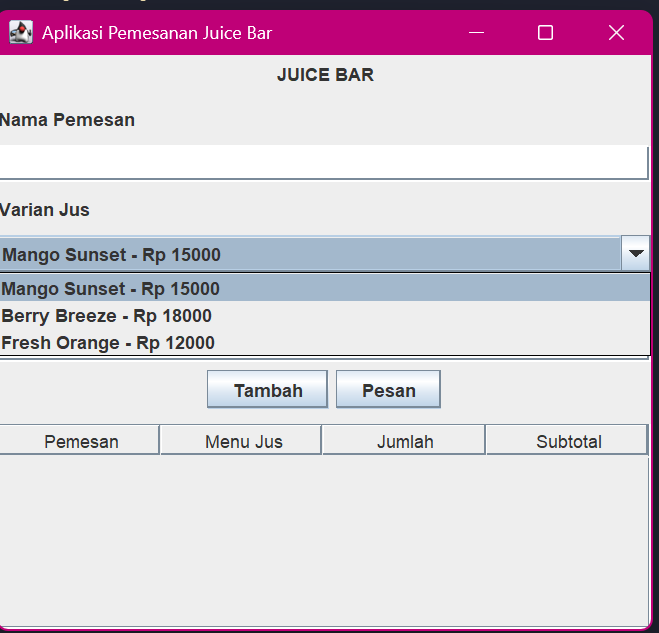 Aplikasi Pemesanan Juice Bar
JUICE BAR
Nama Pemesan
Varian Jus
Mango Sunset - Rp 15000
Mango Sunset - Rp 15000
Berry Breeze - Rp 18000
Fresh Orange - Rp 12000
Tambah Pesan
Pemesan Menu Jus Jumlah Subtotal